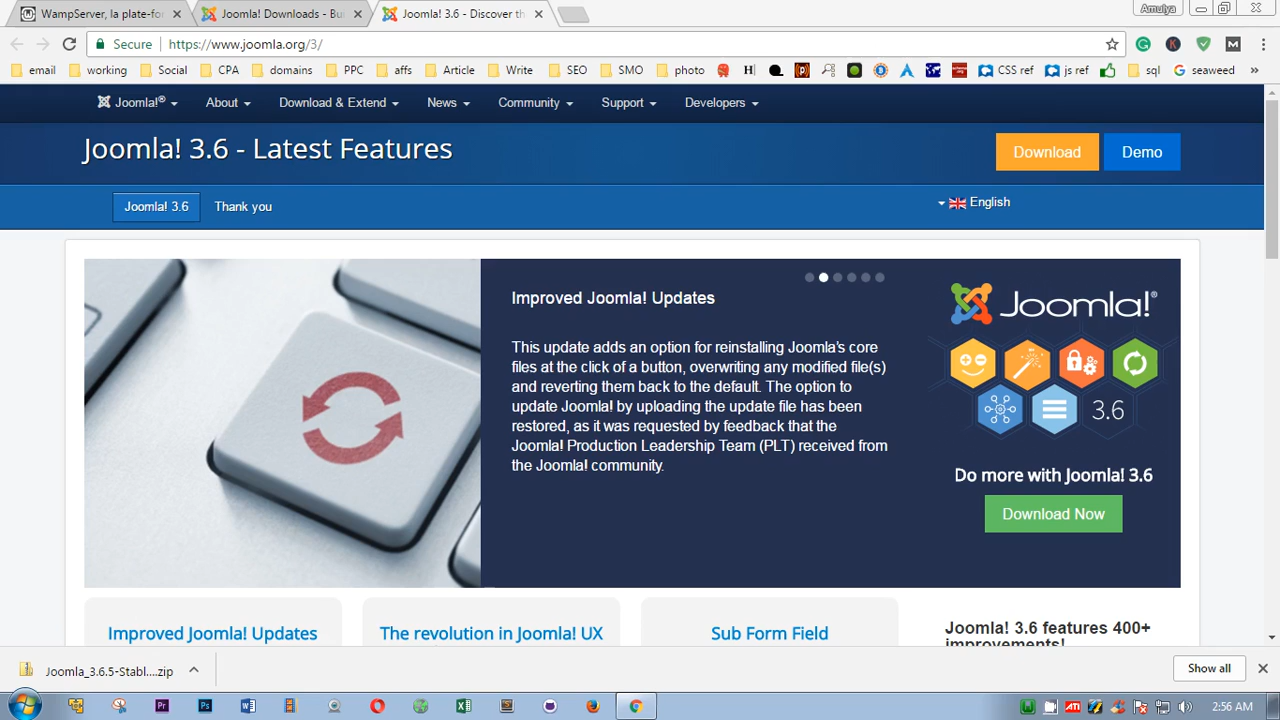 WampServer, la plate-for
Joomla! Downloads - Bu
Joomla! 3.6 - Discover th
Amulya
Secure
https://www.joomla.org/3/
email
working
Social
CPA
domains
PPC
affs
Article
Write
SEO
SMO
photo
CSS ref
js ref
sql
seaweed
Joomla!®
About
Download & Extend
News
Community
Support
Developers
Joomla! 3.6 - Latest Features
Download
Demo
Joomla! 3.6
Thank you
English
Improved Joomla! Updates
This update adds an option for reinstalling Joomla's core
files at the click of a button, overwriting any modified file(s)
and reverting them back to the default. The option to
update Joomla! by uploading the update file has been
restored, as it was requested by feedback that the
Joomla! Production Leadership Team (PLT) received from
the Joomla! community.
Joomla!®
3.6
Do more with Joomla! 3.6
Download Now
Improved Joomla! Updates
The revolution in Joomla! UX
Sub Form Field
Joomla! 3.6 features 400+
improvements!
Joomla_3.6.5-Stabl....zip
Show all
2:56 AM